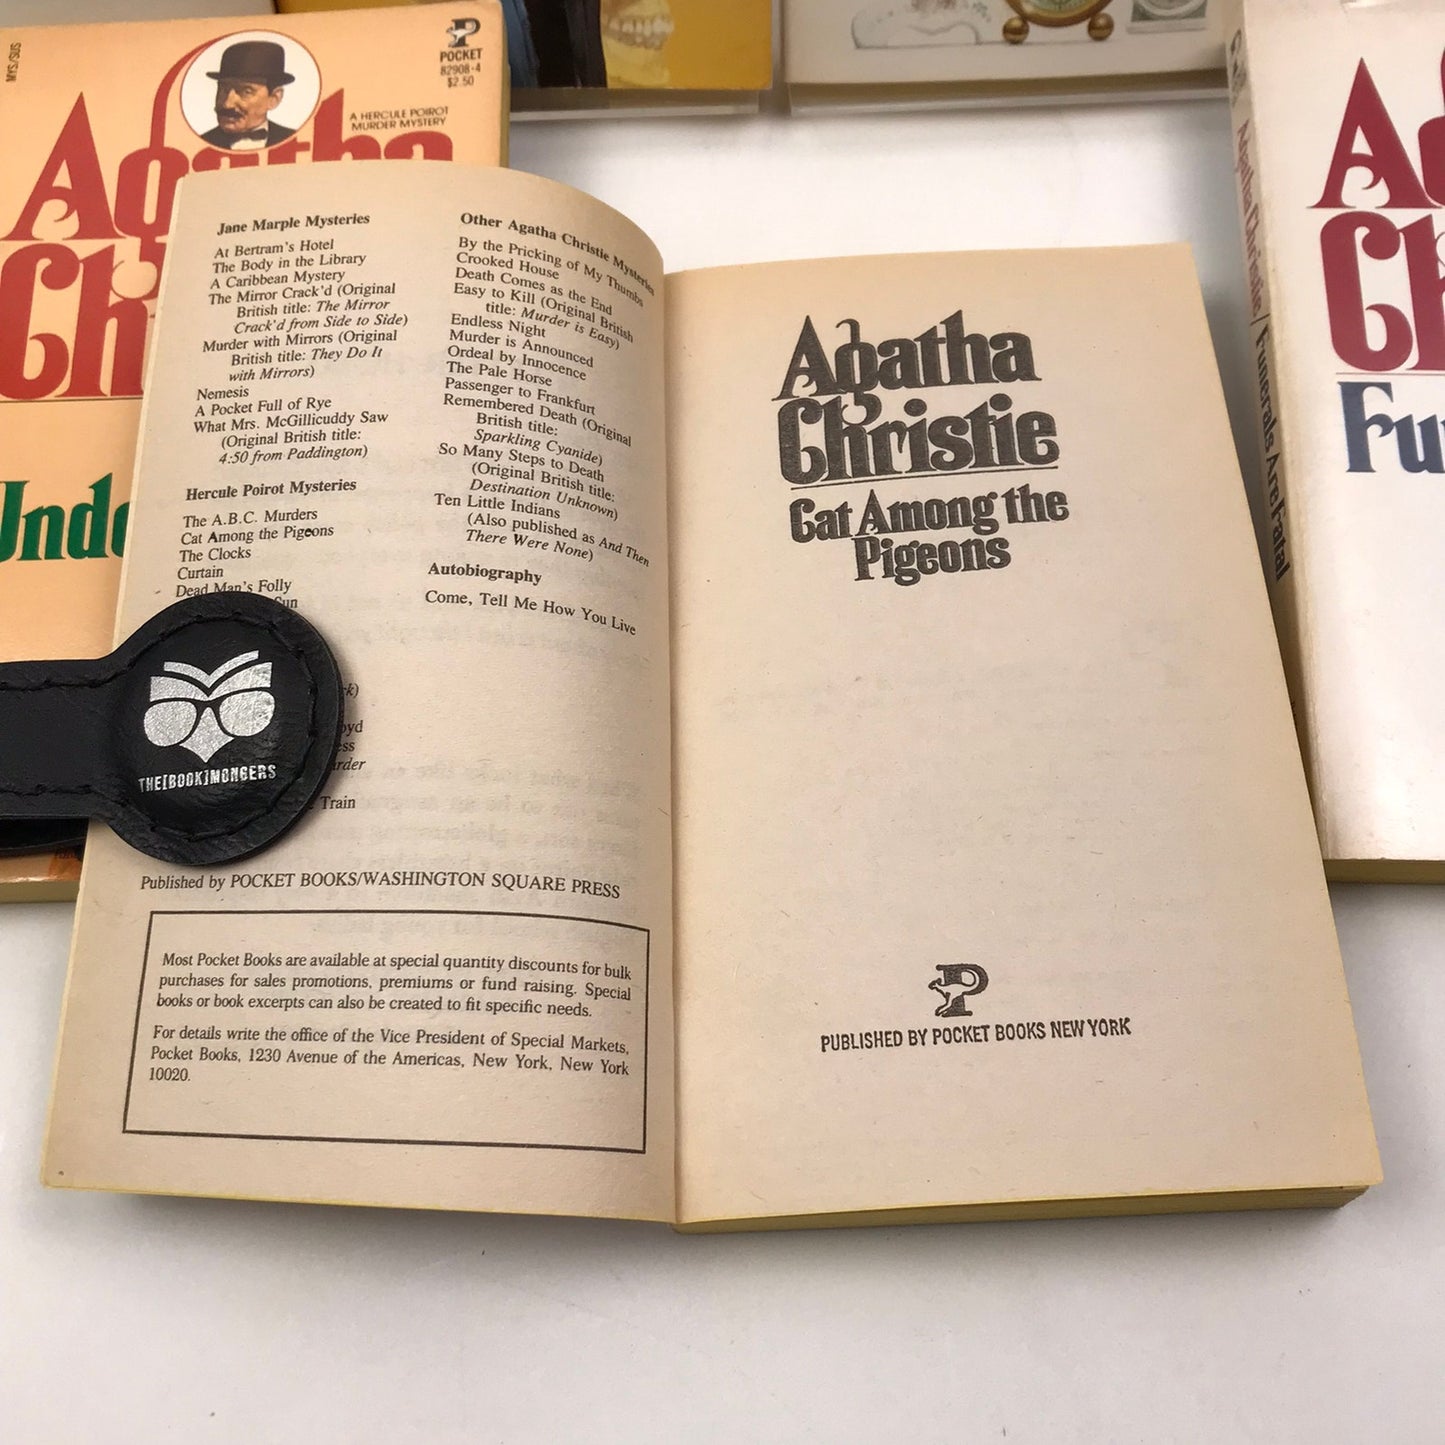 MYS/SUS
POCKET
82908-4
$2.50
A HERCULE POIROT
MURDER MYSTERY
Agatha
Jane Marple Mysteries
At Bertram's Hotel
The Body in the Library
A Caribbean Mystery
The Mirror Crack'd (Original
British title: The Mirror
Crack'd from Side to Side)
Murder with Mirrors (Original
British title: They Do It
with Mirrors)
Nemesis
A Pocket Full of Rye
What Mrs. McGillicuddy Saw
(Original British title:
4:50 from Paddington)
Hercule Poirot Mysteries
The A.B.C. Murders
Cat Among the Pigeons
The Clocks
Curtain
Dead Man's Folly
Sun
Train
Other Agatha Christie Mysteries
By the Pricking of My Thumbs
Crooked House
Death Comes as the End
Easy to Kill (Original British
title: Murder is Easy)
Endless Night
Murder is Announced
Ordeal by Innocence
The Pale Horse
Passenger to Frankfurt
Remembered Death (Original
British title:
Sparkling Cyanide)
So Many Steps to Death
(Original British title:
Destination Unknown)
Ten Little Indians
(Also published as And Then
There Were None)
Autobiography
Come, Tell Me How You Live
THE[BOOK]MONGERS
Published by POCKET BOOKS/WASHINGTON SQUARE PRESS
Most Pocket Books are available at special quantity discounts for bulk
purchases for sales promotions, premiums or fund raising. Special
books or book excerpts can also be created to fit specific needs.
For details write the office of the Vice President of Special Markets,
Pocket Books, 1230 Avenue of the Americas, New York, New York
10020.
Agatha
Christie
Cat Among the
Pigeons
P
PUBLISHED BY POCKET BOOKS NEW YORK
Agatha Christie/Funerals Are Fatal